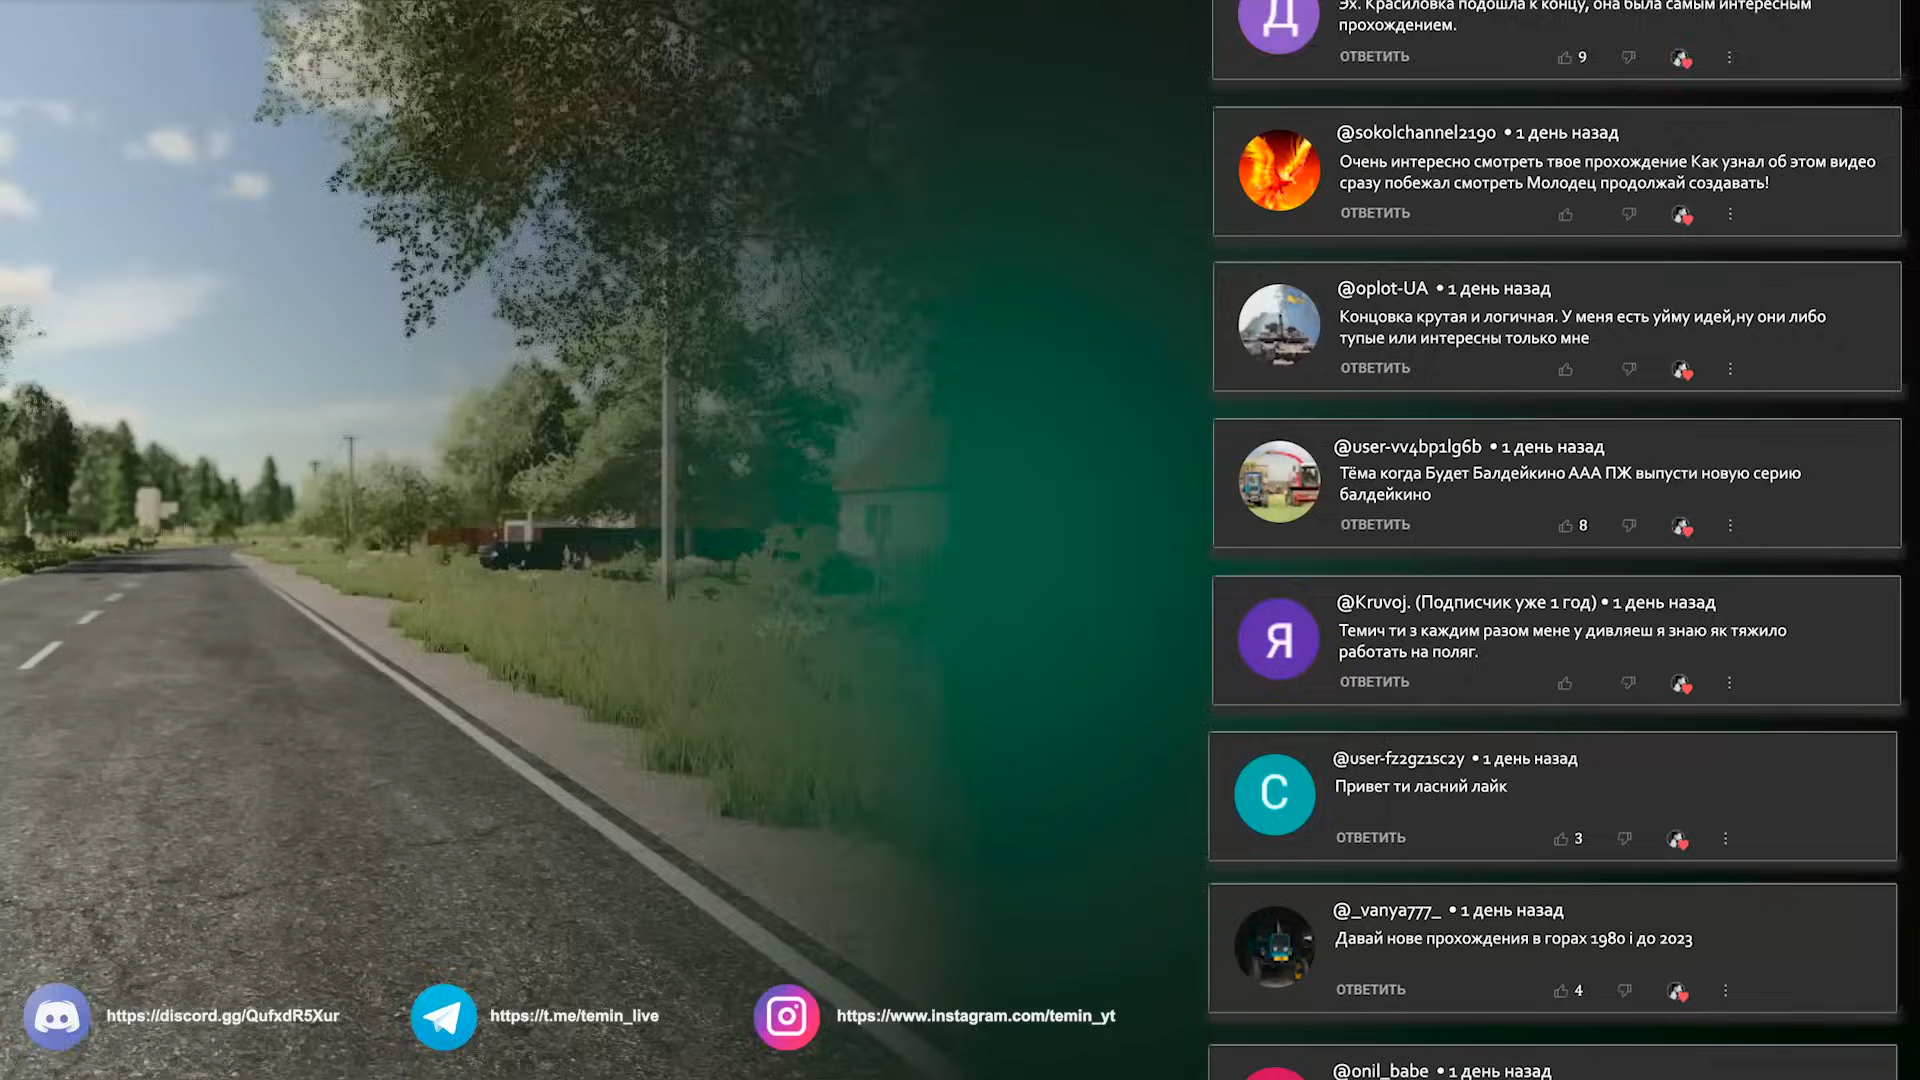 Эх. Красиловка подошла к концу, она была самым интересным
прохождением.
ОТВЕТИТЬ
9
@sokolchannel2190 • 1 день назад
Очень интересно смотреть твое прохождение Как узнал об этом видео
сразу побежал смотреть Молодец продолжай создавать!
ОТВЕТИТЬ
@oplot-UA • 1 день назад
Концовка крутая и логичная. У меня есть уйму идей,ну они либо
тупые или интересны только мне
ОТВЕТИТЬ
@user-vv4bp1lg6b • 1 день назад
Тёма когда Будет Балдейкино ААА ПЖ выпусти новую серию
балдейкино
ОТВЕТИТЬ
8
@Kruvoj. (Подписчик уже 1 год) • 1 день назад
Темич ти з каждим разом мене у дивляеш я знаю як тяжило
работать на поляг.
ОТВЕТИТЬ
@user-fz2gz1sc2y • 1 день назад
Привет ти ласний лайк
ОТВЕТИТЬ
3
@_vanya777_ • 1 день назад
Давай нове прохождения в горах 1980 і до 2023
ОТВЕТИТЬ
4
@onil_babe • 1 день назад
Д
Я
С
https://discord.gg/QufxdR5Xur
https://t.me/temin_live
https://www.instagram.com/temin_yt